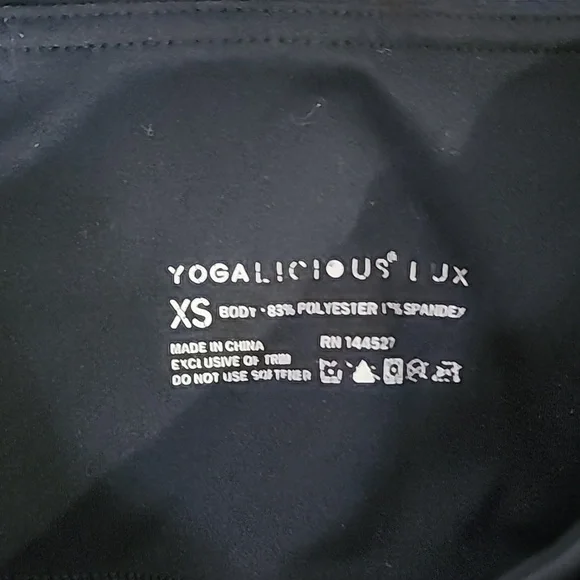 YOGALICIOUS® LUX
XS BODY · 83% POLYESTER SPANDEX
MADE IN CHINA RN 144527
EXCLUSIVE OF TRIM
DO NOT USE SOFTENER